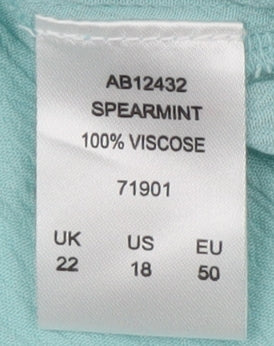 AB12432
SPEARMINT
100% VISCOSE
71901
UK US EU
22 18 50